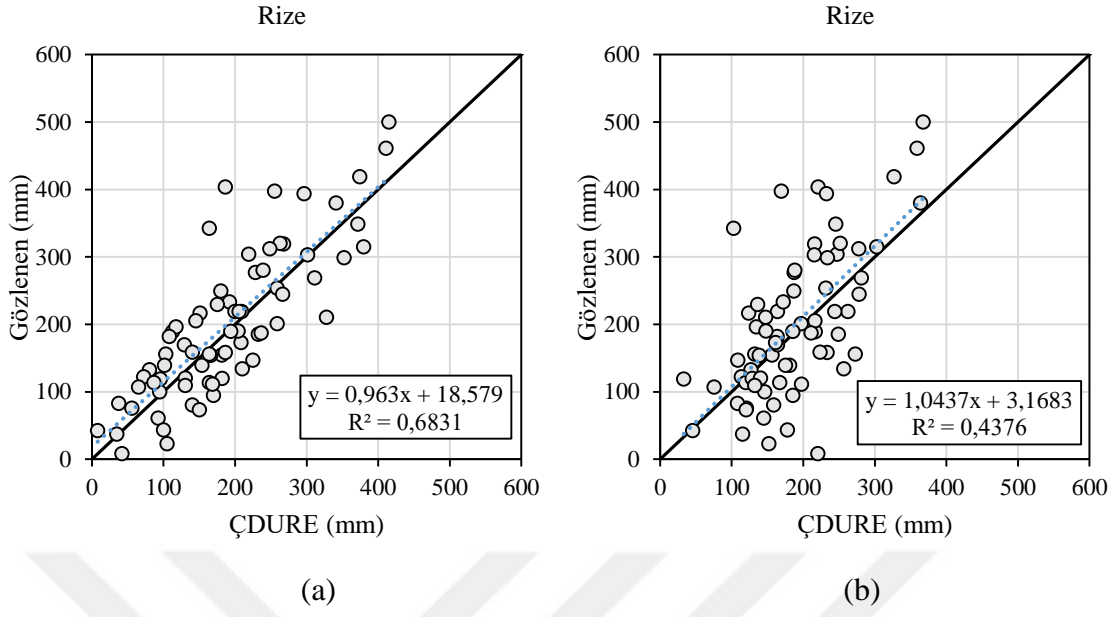 Rize
600
500
400
300
200
100
0
Gözlenen (mm)
y = 0,963x + 18,579
R² = 0,6831
0 100 200 300 400 500 600
ÇDURE (mm)
(a)
Rize
600
500
400
300
200
100
0
Gözlenen (mm)
y = 1,0437x + 3,1683
R² = 0,4376
0 100 200 300 400 500 600
ÇDURE (mm)
(b)